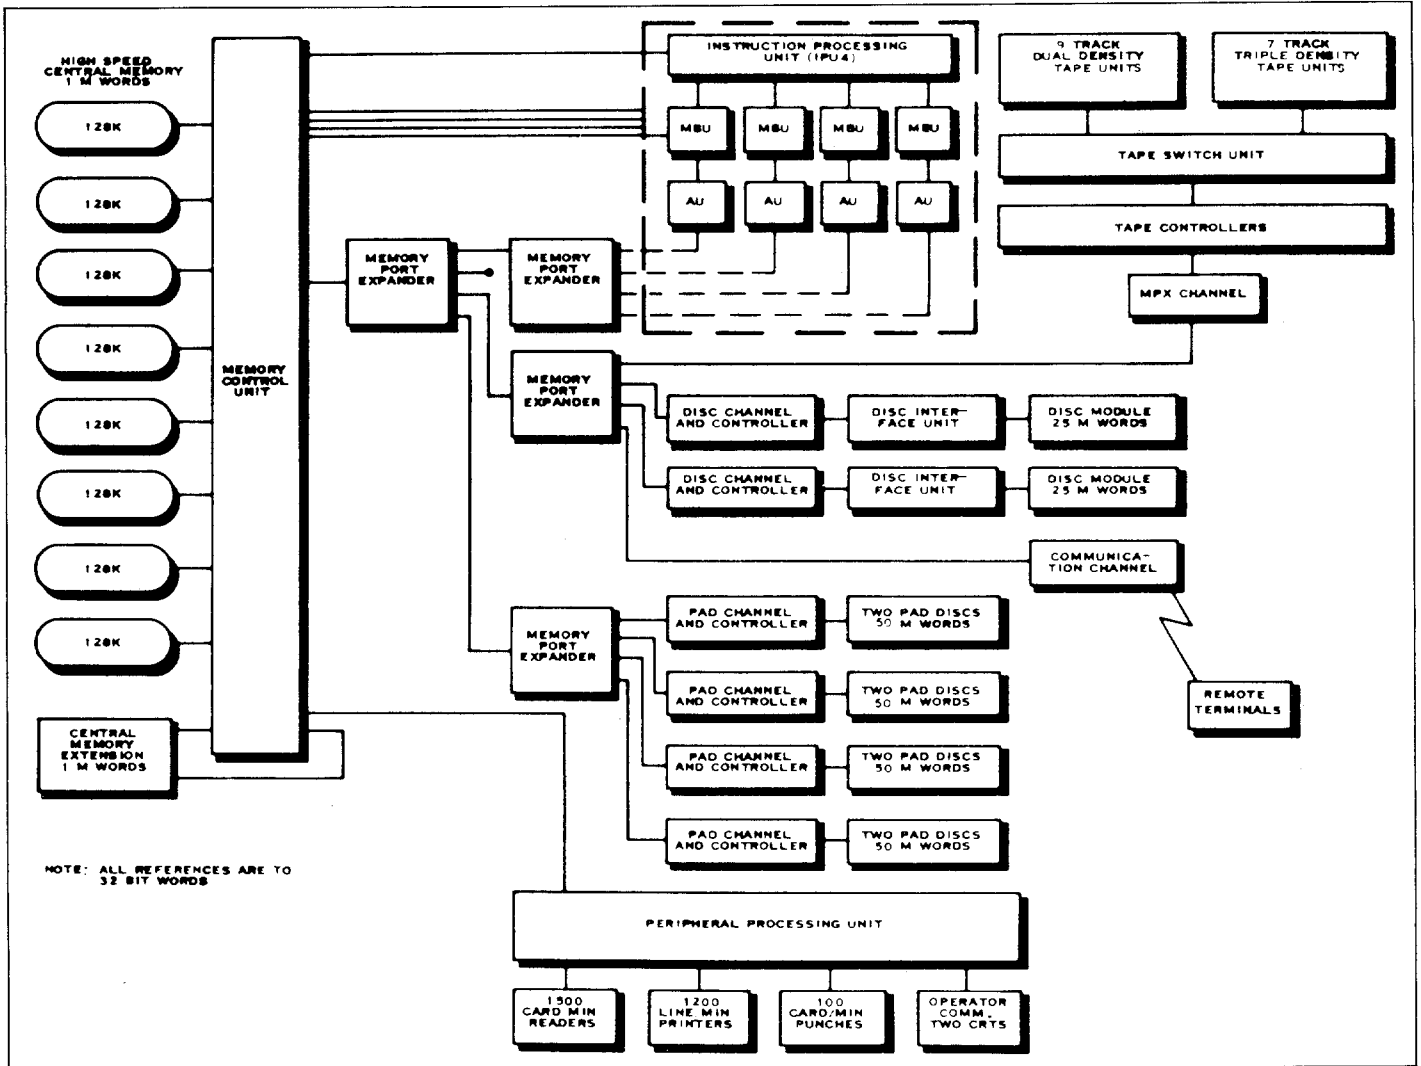 HIGH SPEED
CENTRAL MEMORY
1 M WORDS
128K
128K
128K
128K
128K
128K
128K
128K
CENTRAL
MEMORY
EXTENSION
1 M WORDS
NOTE: ALL REFERENCES ARE TO
32 BIT WORDS
MEMORY
CONTROL
UNIT
MEMORY
PORT
EXPANDER
MEMORY
PORT
EXPANDER
INSTRUCTION PROCESSING
UNIT (IPU4)
MBU
MBU
MBU
MBU
AU
AU
AU
AU
9 TRACK
DUAL DENSITY
TAPE UNITS
7 TRACK
TRIPLE DENSITY
TAPE UNITS
TAPE SWITCH UNIT
TAPE CONTROLLERS
MPX CHANNEL
MEMORY
PORT
EXPANDER
DISC CHANNEL
AND CONTROLLER
DISC INTER-
FACE UNIT
DISC MODULE
25 M WORDS
DISC CHANNEL
AND CONTROLLER
DISC INTER-
FACE UNIT
DISC MODULE
25 M WORDS
COMMUNICA-
TION CHANNEL
REMOTE
TERMINALS
MEMORY
PORT
EXPANDER
PAD CHANNEL
AND CONTROLLER
TWO PAD DISCS
50 M WORDS
PAD CHANNEL
AND CONTROLLER
TWO PAD DISCS
50 M WORDS
PAD CHANNEL
AND CONTROLLER
TWO PAD DISCS
50 M WORDS
PAD CHANNEL
AND CONTROLLER
TWO PAD DISCS
50 M WORDS
PERIPHERAL PROCESSING UNIT
1500
CARD MIN
READERS
1200
LINE MIN
PRINTERS
100
CARD/MIN
PUNCHES
OPERATOR
COMM.
TWO CRTS